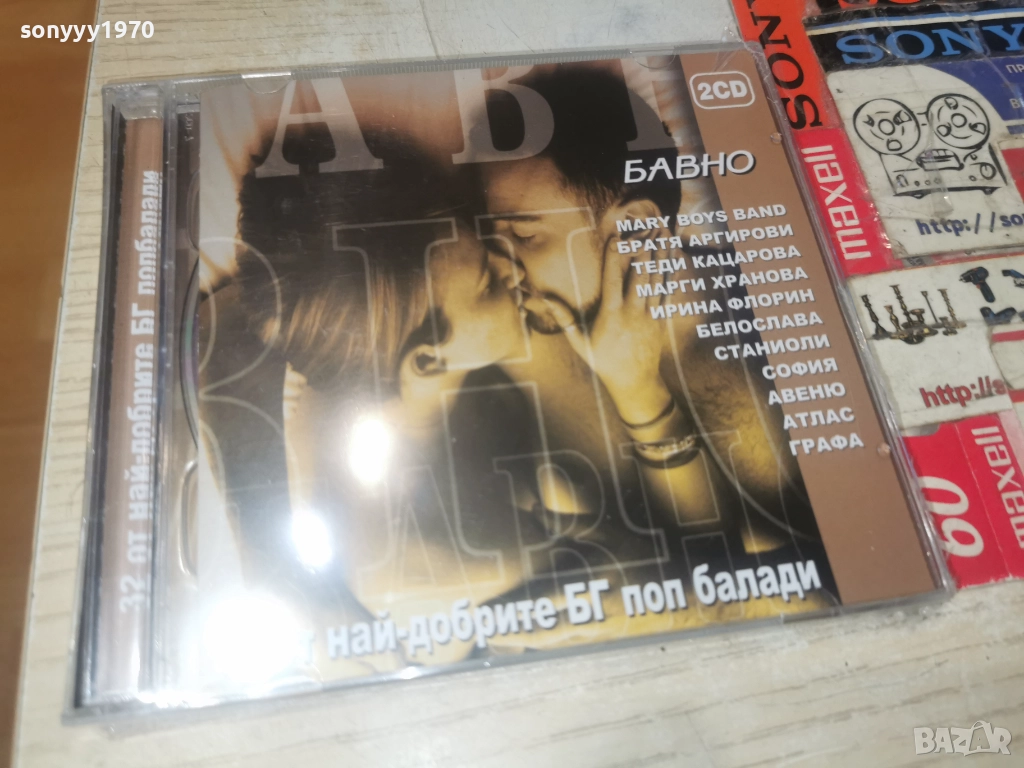 sonyyy1970
2CD
БАВНО
MARY BOYS BAND
БРАТЯ АРГИРОВИ
ТЕДИ КАЦАРОВА
МАРГИ ХРАНОВА
ИРИНА ФЛОРИН
БЕЛОСЛАВА
СТАНИОЛИ
СОФИЯ
АВЕНЮ
АТЛАС
ГРАФА
най-добрите БГ поп балади
32 от най-добрите БГ попбалади
SONY
maxell
http://so
http://s
60
maxell
BAZAR